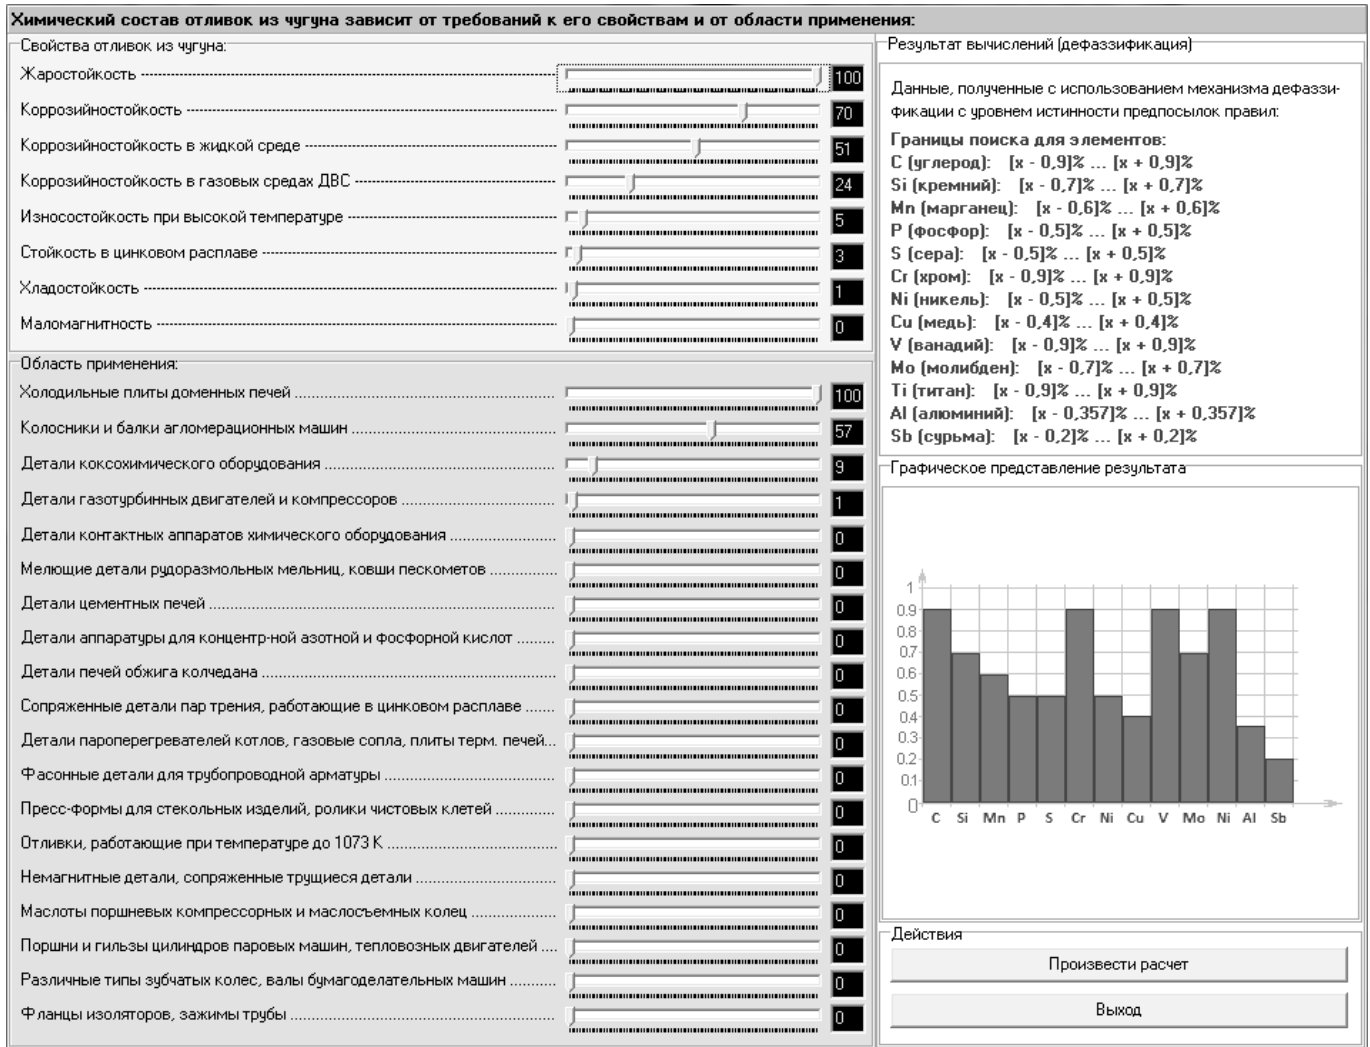 Химический состав отливок из чугуна зависит от требований к его свойствам и от области применения:
Свойства отливок из чугуна:
Жаростойкость 100
Коррозийностойкость 70
Коррозийностойкость в жидкой среде 51
Коррозийностойкость в газовых средах ДВС 24
Износостойкость при высокой температуре 5
Стойкость в цинковом расплаве 3
Хладостойкость 1
Маломагнитность 0
Область применения:
Холодильные плиты доменных печей 100
Колосники и балки агломерационных машин 57
Детали коксохимического оборудования 9
Детали газотурбинных двигателей и компрессоров 1
Детали контактных аппаратов химического оборудования 0
Мелющие детали рудоразмольных мельниц, ковши пескометов 0
Детали цементных печей 0
Детали аппаратуры для концентр-ной азотной и фосфорной кислот 0
Детали печей обжига колчедана 0
Сопряженные детали пар трения, работающие в цинковом расплаве 0
Детали пароперегревателей котлов, газовые сопла, плиты терм. печей... 0
Фасонные детали для трубопроводной арматуры 0
Пресс-формы для стекольных изделий, ролики чистовых клетей 0
Отливки, работающие при температуре до 1073 К 0
Немагнитные детали, сопряженные трущиеся детали 0
Маслоты поршневых компрессорных и маслосъемных колец 0
Поршни и гильзы цилиндров паровых машин, тепловозных двигателей 0
Различные типы зубчатых колес, валы бумагоделательных машин 0
Фланцы изоляторов, зажимы трубы 0
Результат вычислений (дефаззификация)
Данные, полученные с использованием механизма дефаззи-
фикации с уровнем истинности предпосылок правил:
Границы поиска для элементов:
C (углерод): [x - 0,9]% ... [x + 0,9]%
Si (кремний): [x - 0,7]% ... [x + 0,7]%
Mn (марганец): [x - 0,6]% ... [x + 0,6]%
P (фосфор): [x - 0,5]% ... [x + 0,5]%
S (сера): [x - 0,5]% ... [x + 0,5]%
Cr (хром): [x - 0,9]% ... [x + 0,9]%
Ni (никель): [x - 0,5]% ... [x + 0,5]%
Cu (медь): [x - 0,4]% ... [x + 0,4]%
V (ванадий): [x - 0,9]% ... [x + 0,9]%
Mo (молибден): [x - 0,7]% ... [x + 0,7]%
Ti (титан): [x - 0,9]% ... [x + 0,9]%
Al (алюминий): [x - 0,357]% ... [x + 0,357]%
Sb (сурьма): [x - 0,2]% ... [x + 0,2]%
Графическое представление результата
1
0.9
0.8
0.7
0.6
0.5
0.4
0.3
0.2
0.1
0
C Si Mn P S Cr Ni Cu V Mo Ni Al Sb
Действия
Произвести расчет
Выход